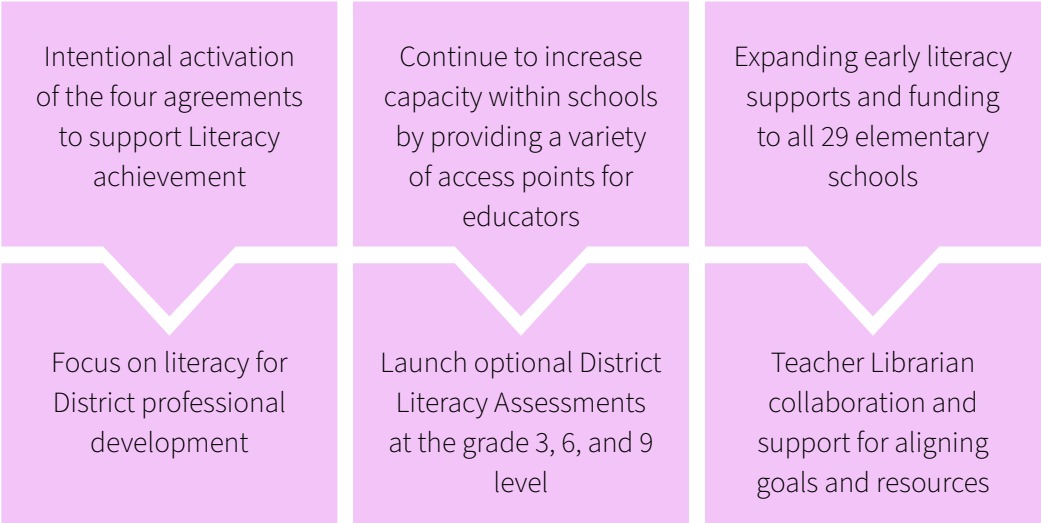 Intentional activation
of the four agreements
to support Literacy
achievement
Continue to increase
capacity within schools
by providing a variety
of access points for
educators
Expanding early literacy
supports and funding
to all 29 elementary
schools
Focus on literacy for
District professional
development
Launch optional District
Literacy Assessments
at the grade 3, 6, and 9
level
Teacher Librarian
collaboration and
support for aligning
goals and resources